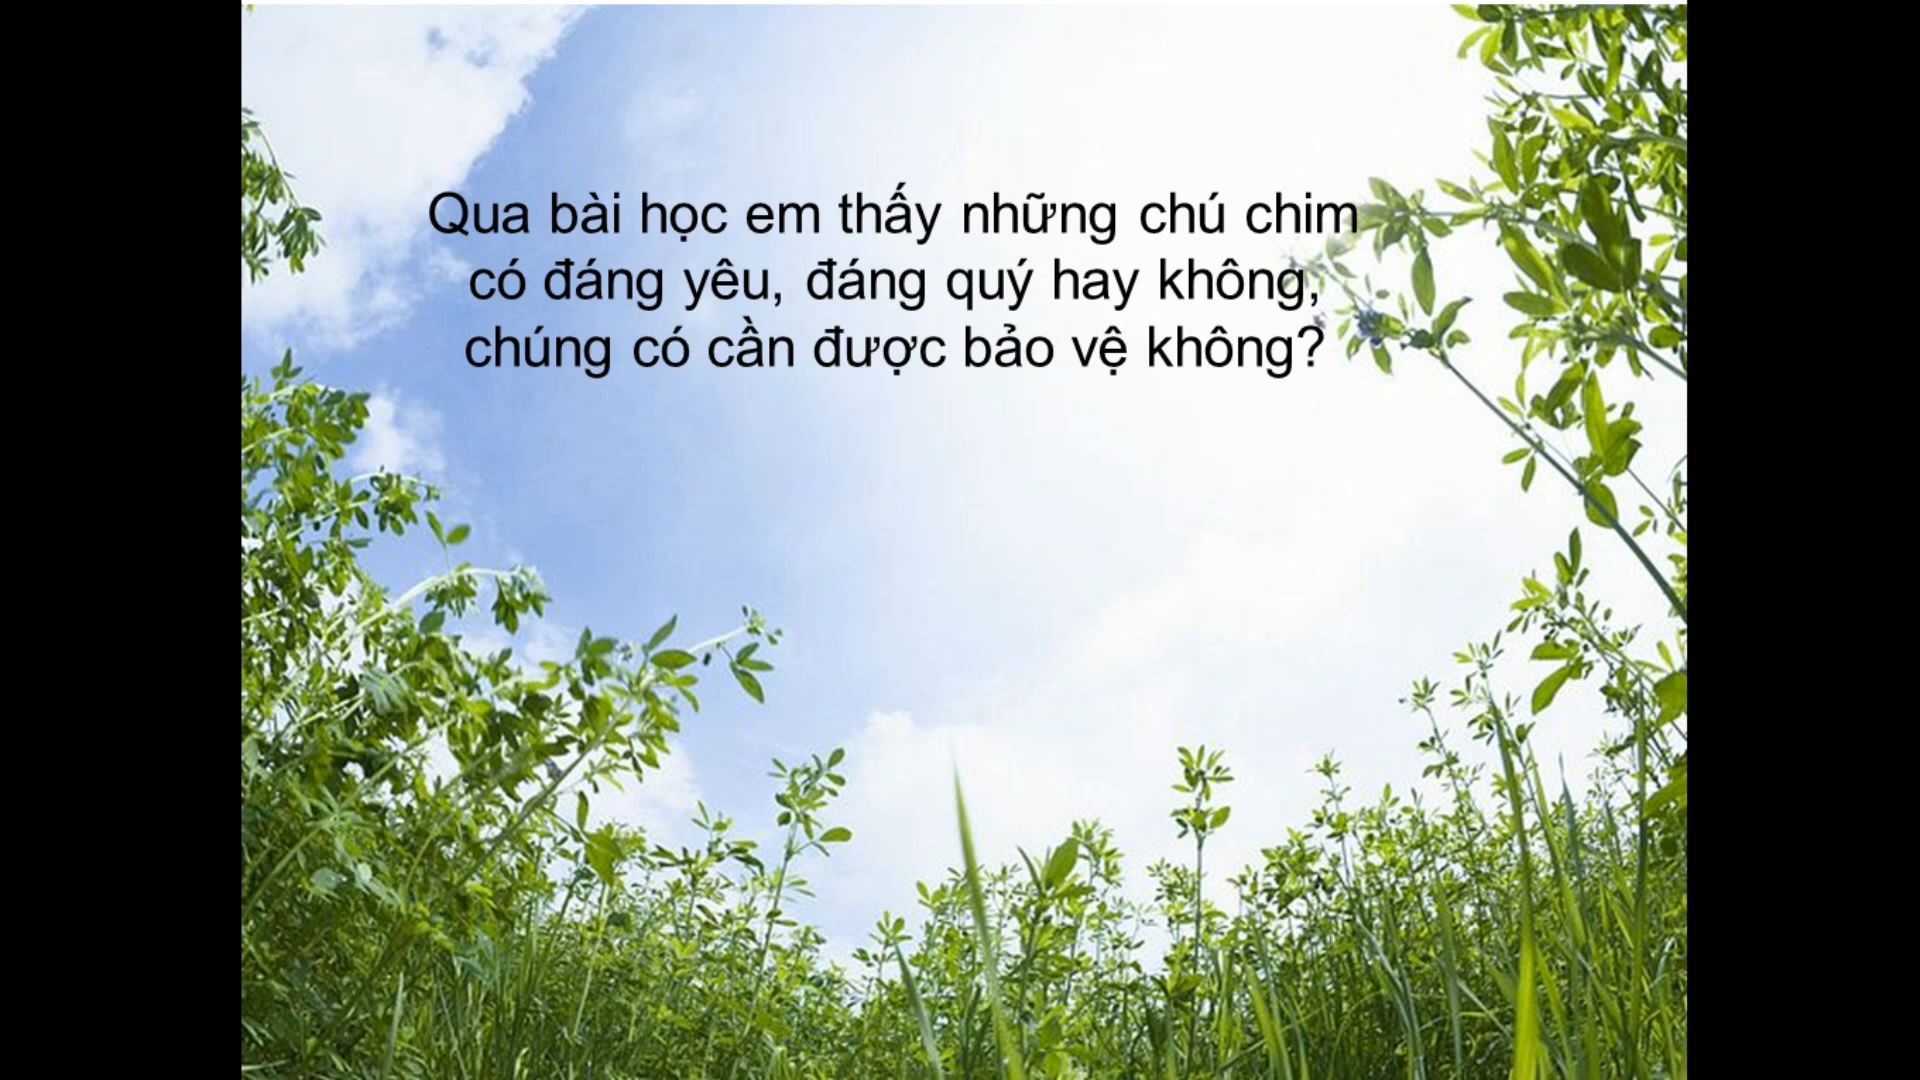 Qua bài học em thấy những chú chim
có đáng yêu, đáng quý hay không,
chúng có cần được bảo vệ không?